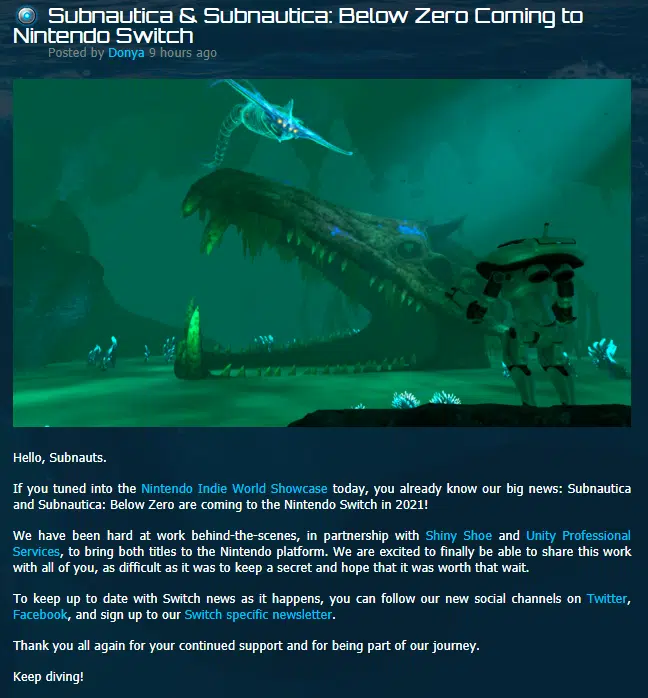 Subnautica & Subnautica: Below Zero Coming to
Nintendo Switch
Posted by Donya 9 hours ago
Hello, Subnauts.
If you tuned into the Nintendo Indie World Showcase today, you already know our big news: Subnautica
and Subnautica: Below Zero are coming to the Nintendo Switch in 2021!
We have been hard at work behind-the-scenes, in partnership with Shiny Shoe and Unity Professional
Services, to bring both titles to the Nintendo platform. We are excited to finally be able to share this work
with all of you, as difficult as it was to keep a secret and hope that it was worth that wait.
To keep up to date with Switch news as it happens, you can follow our new social channels on Twitter,
Facebook, and sign up to our Switch specific newsletter.
Thank you all again for your continued support and for being part of our journey.
Keep diving!